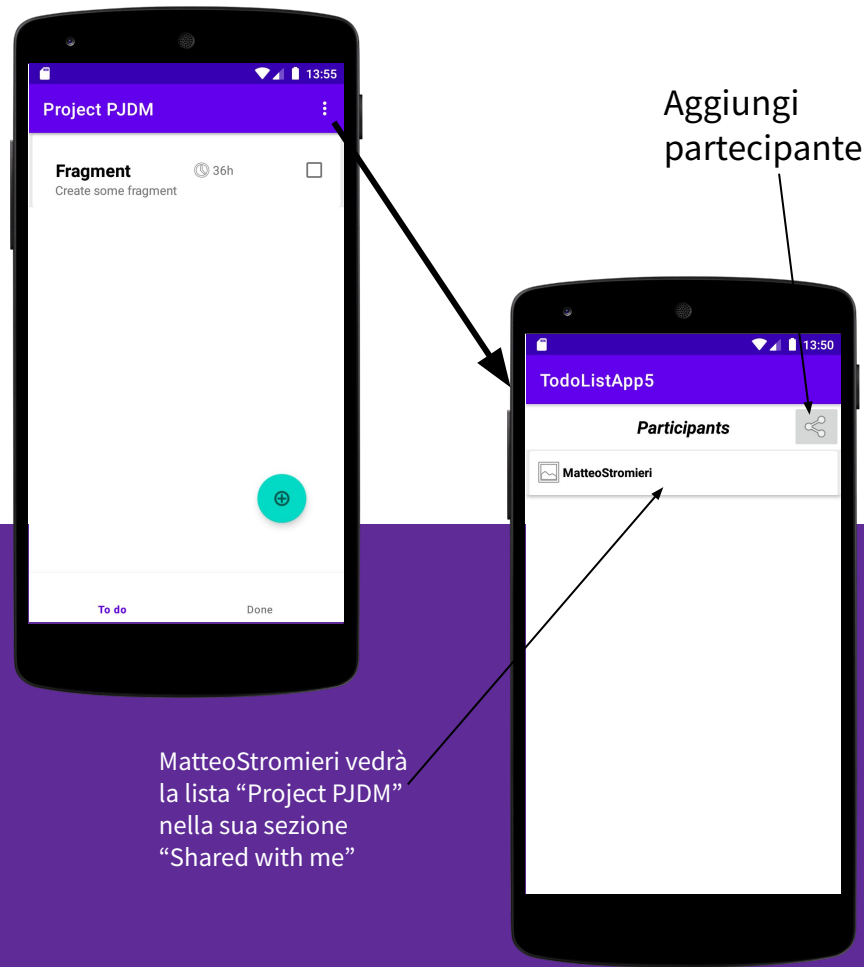 13:55
Project PJDM
Fragment
36h
Create some fragment
To do
Done
Aggiungi
partecipante
13:50
TodoListApp5
Participants
MatteoStromieri
MatteoStromieri vedrà
la lista “Project PJDM”
nella sua sezione
“Shared with me”